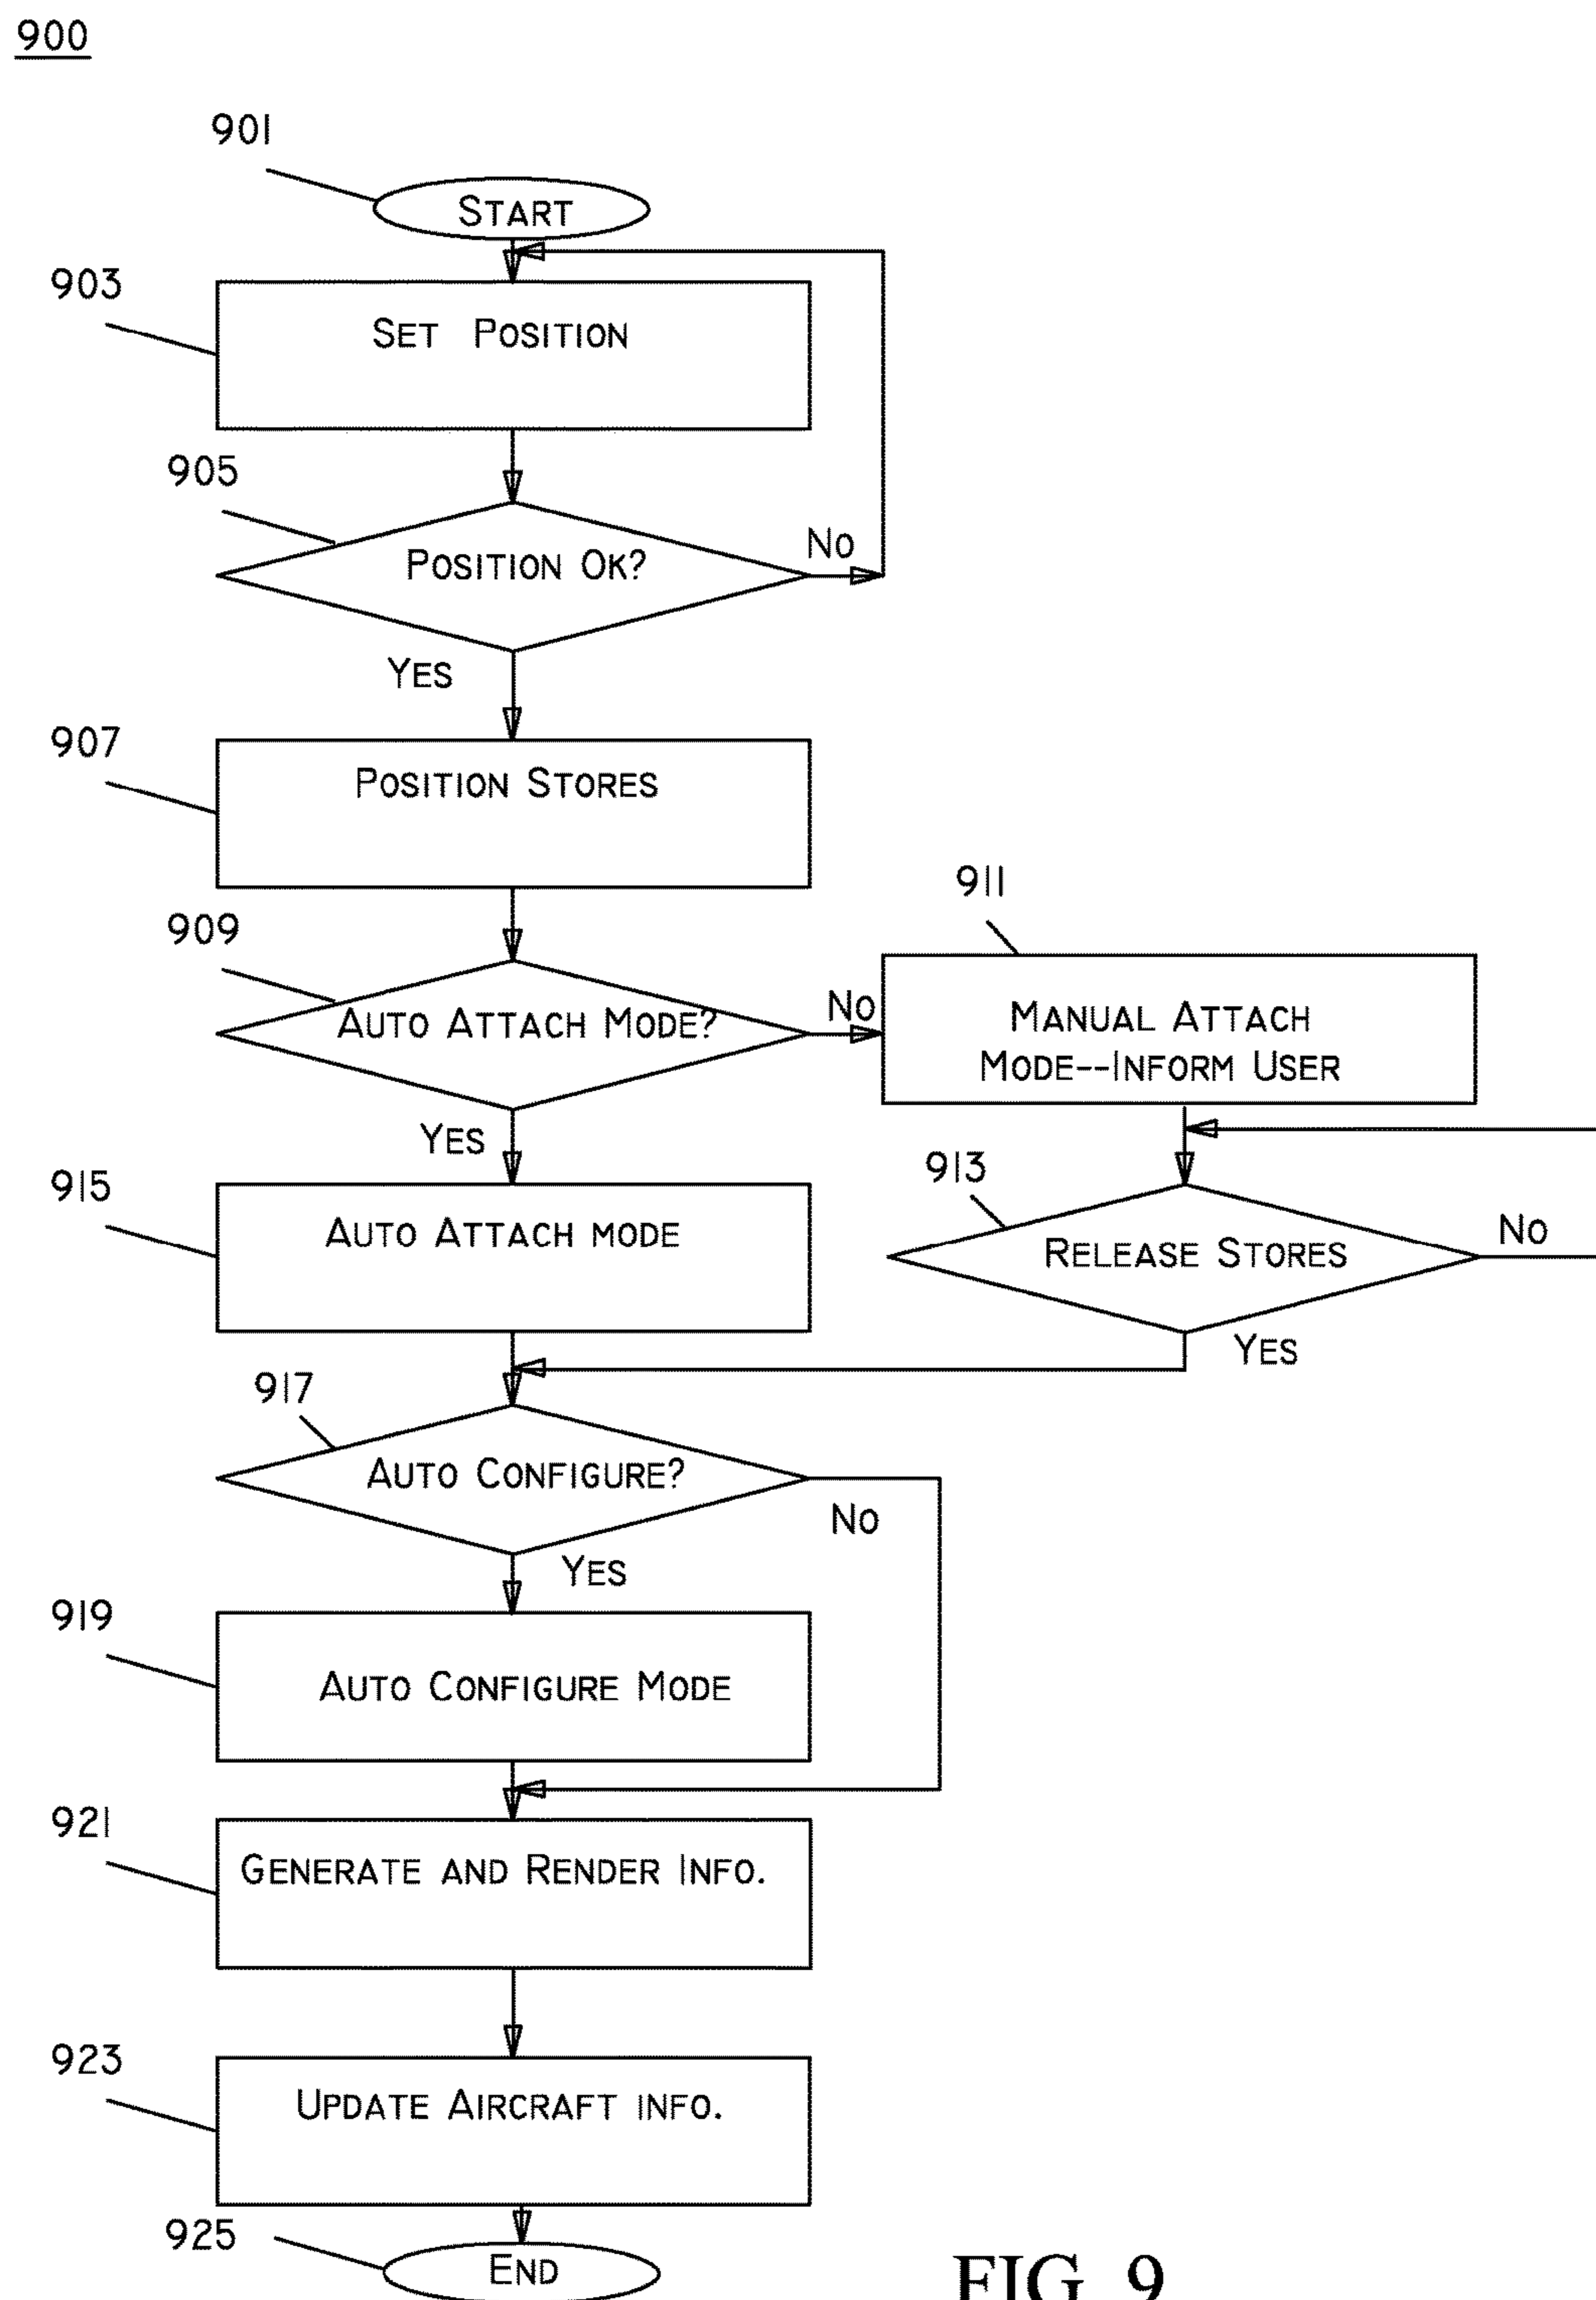 900
901
START
903
SET POSITION
905
POSITION OK?
NO
YES
907
POSITION STORES
909
AUTO ATTACH MODE?
NO
911
MANUAL ATTACH
MODE--INFORM USER
YES
913
RELEASE STORES
NO
YES
915
AUTO ATTACH MODE
917
AUTO CONFIGURE?
NO
YES
919
AUTO CONFIGURE MODE
921
GENERATE AND RENDER INFO.
923
UPDATE AIRCRAFT INFO.
925
END
FIG. 9